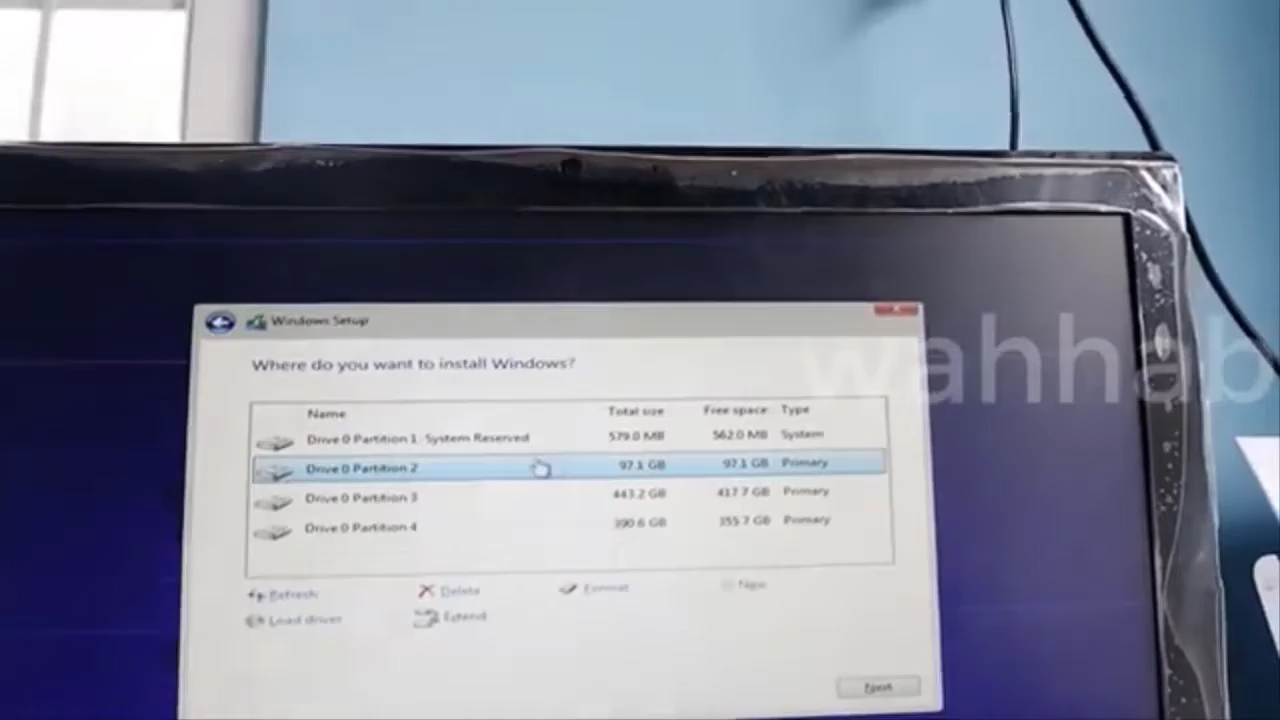 Windows Setup
wahhab
Where do you want to install Windows?
Name Total size Free space Type
Drive 0 Partition 1: System Reserved 579.0 MB 562.0 MB System
Drive 0 Partition 2 97.1 GB 97.1 GB Primary
Drive 0 Partition 3 443.2 GB 417.7 GB Primary
Drive 0 Partition 4 390.6 GB 355.7 GB Primary
Refresh Delete Format New
Load driver Extend
Next